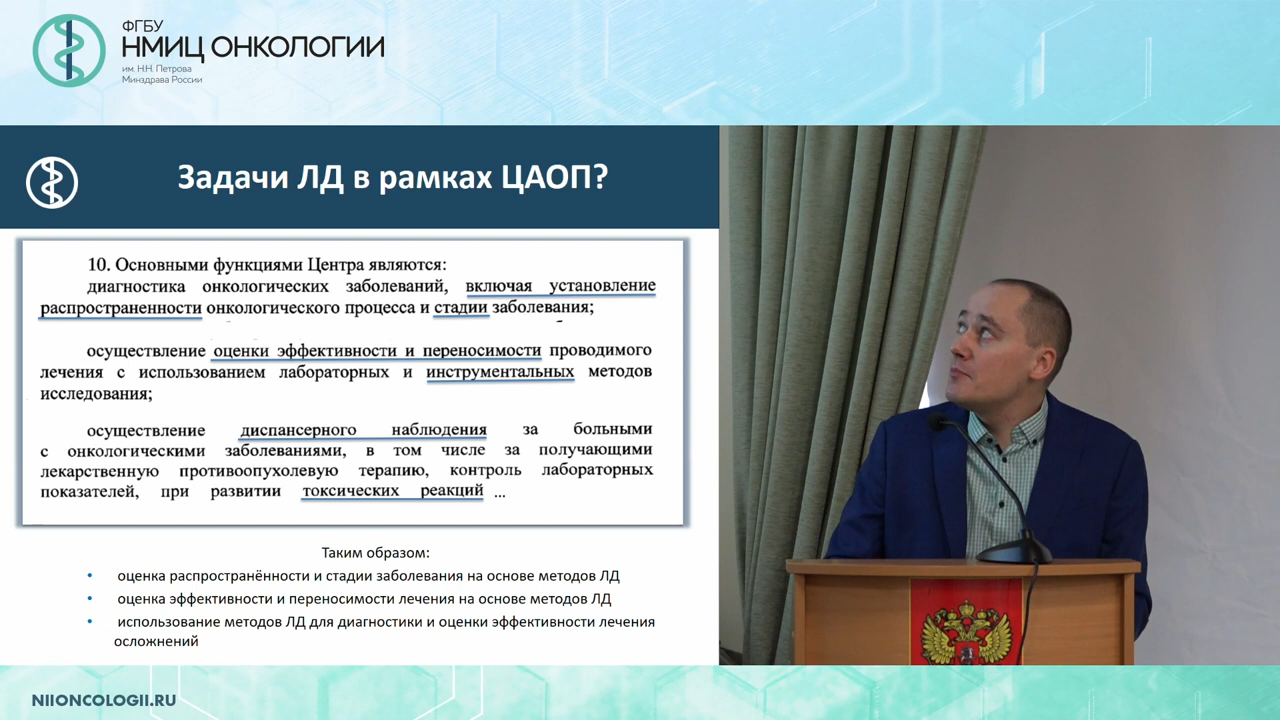 ФГБУ
НМИЦ ОНКОЛОГИИ
им. Н.Н. Петрова
Минздрава России
Задачи ЛД в рамках ЦАОП?
10. Основными функциями Центра являются:
диагностика онкологических заболеваний, включая установление
распространенности онкологического процесса и стадии заболевания;
осуществление оценки эффективности и переносимости проводимого
лечения с использованием лабораторных и инструментальных методов
исследования;
осуществление диспансерного наблюдения за больными
с онкологическими заболеваниями, в том числе за получающими
лекарственную противоопухолевую терапию, контроль лабораторных
показателей, при развитии токсических реакций ...
Таким образом:
• оценка распространённости и стадии заболевания на основе методов ЛД
• оценка эффективности и переносимости лечения на основе методов ЛД
• использование методов ЛД для диагностики и оценки эффективности лечения
осложнений
NIIONCOLOGII.RU